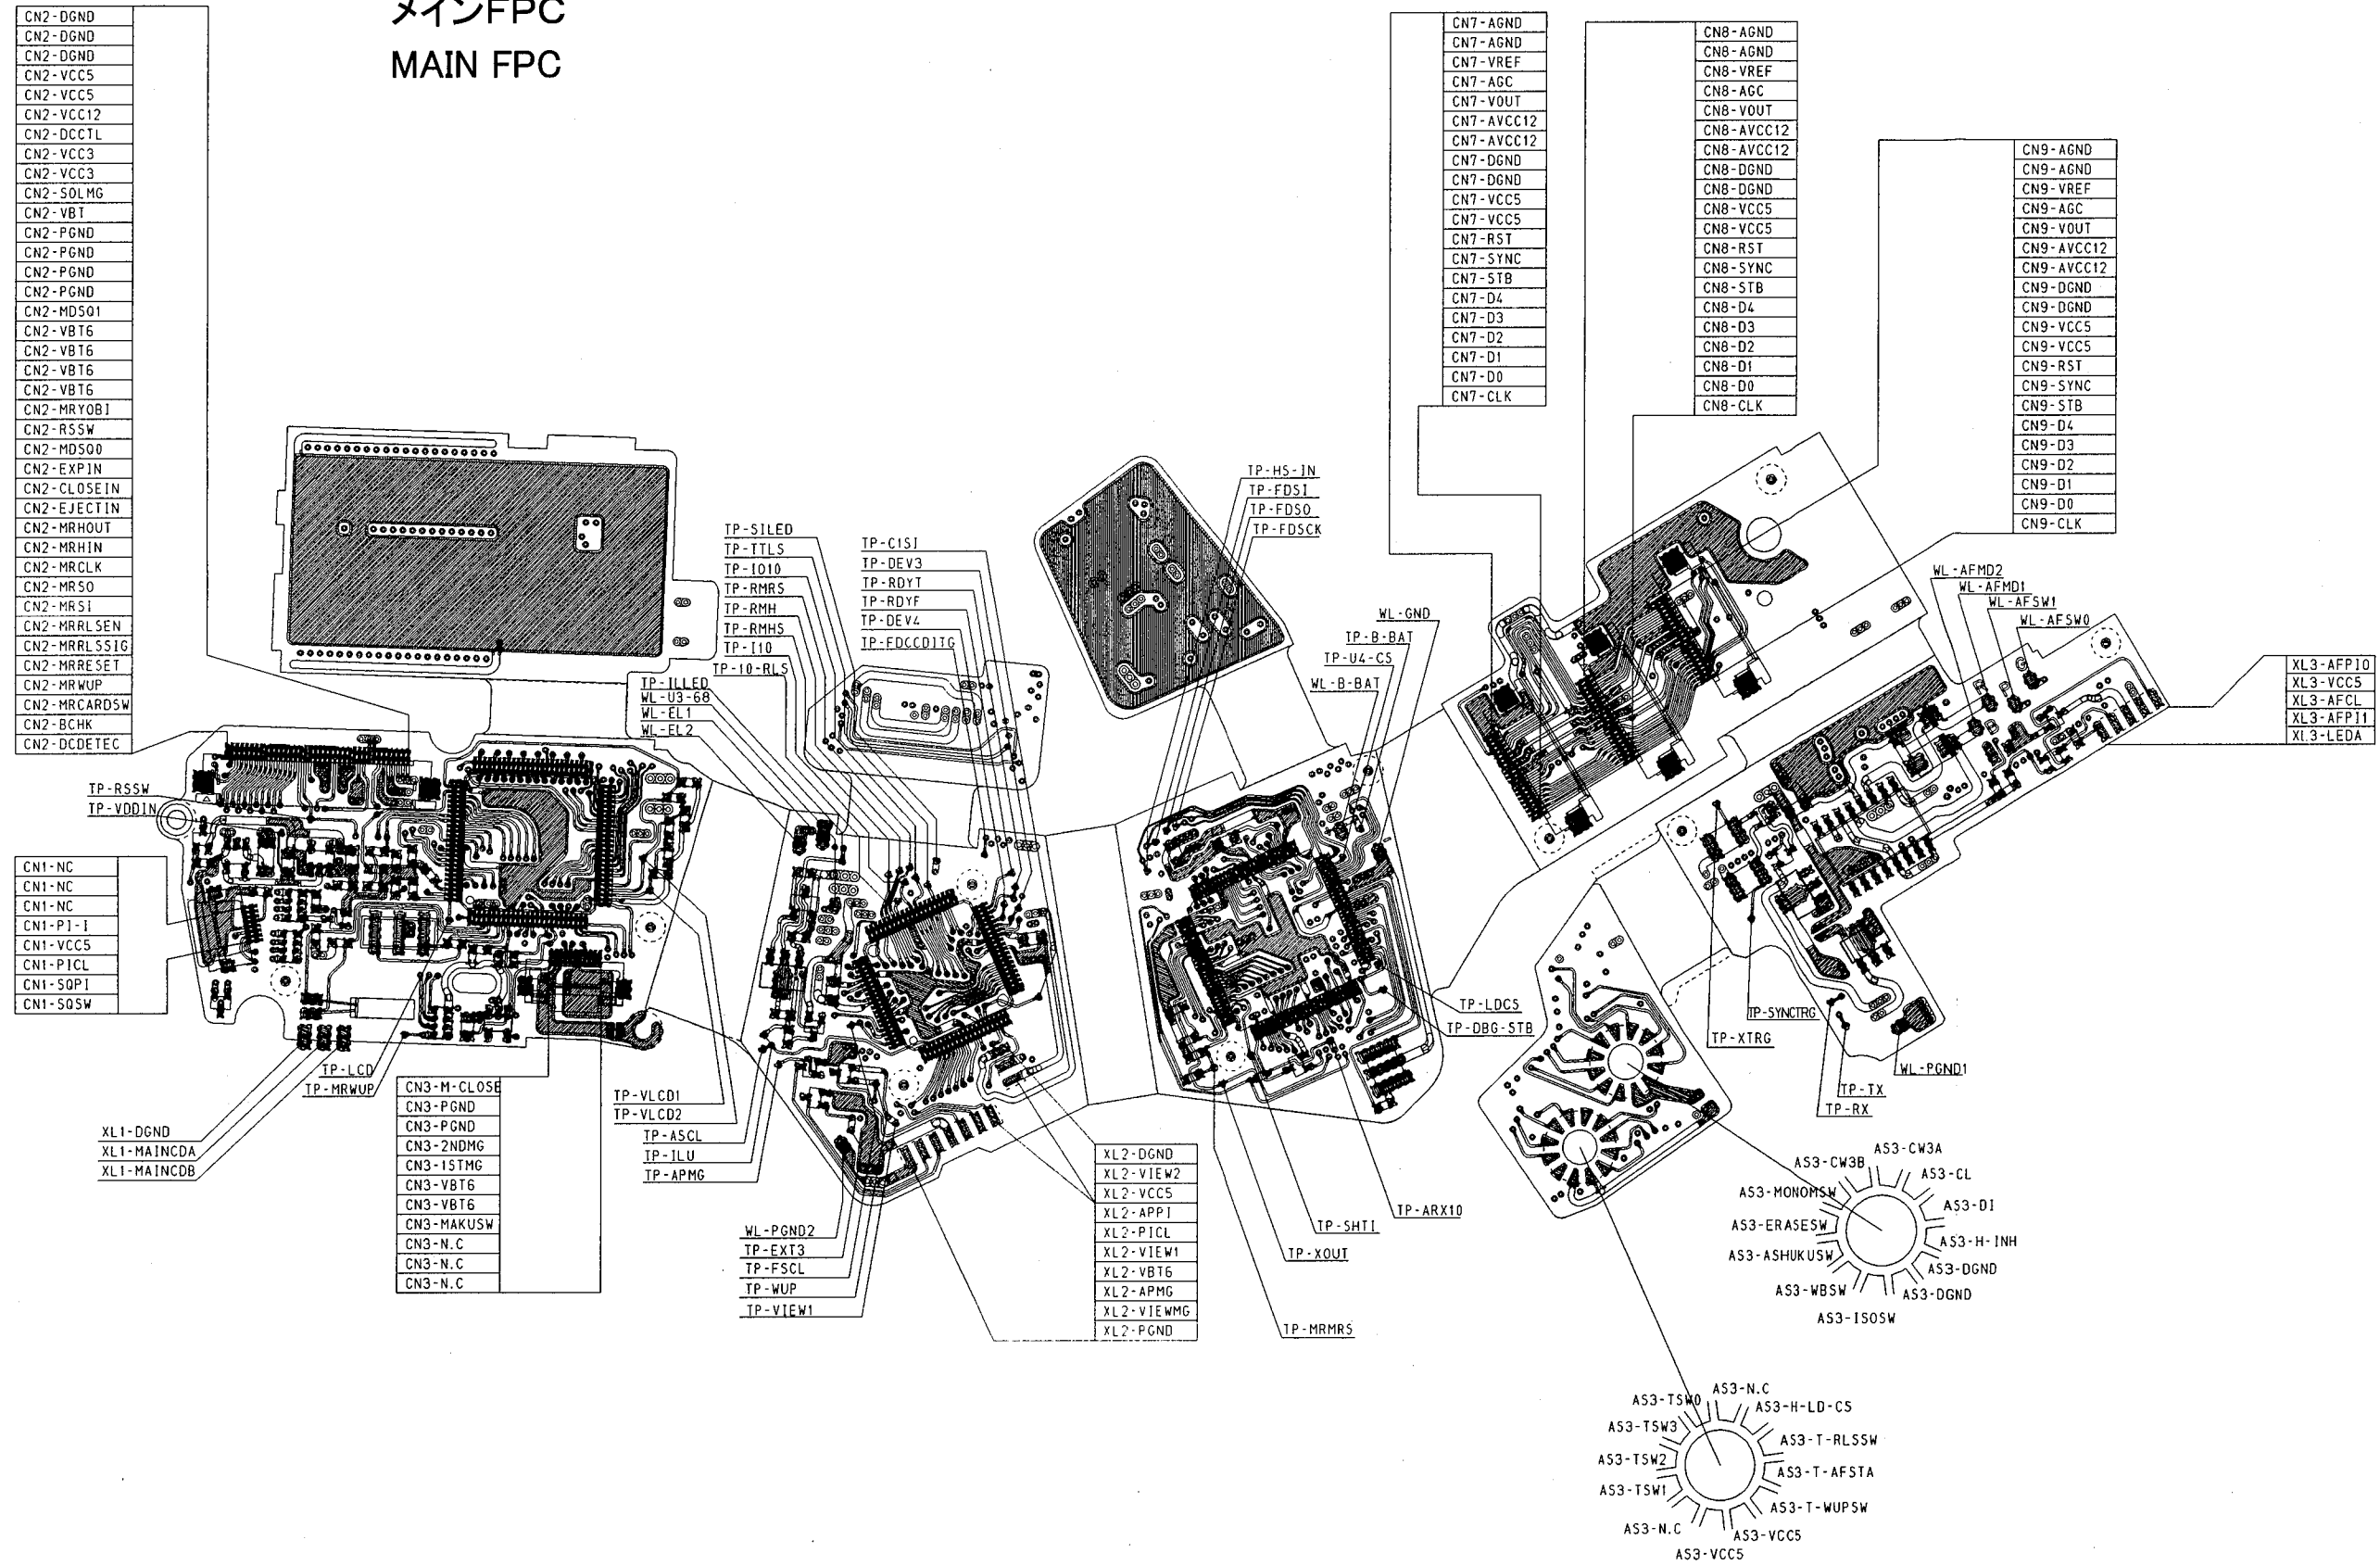 メインFPC
MAIN FPC
CN2-DGND
CN2-DGND
CN2-DGND
CN2-VCC5
CN2-VCC5
CN2-VCC12
CN2-DCCTL
CN2-VCC3
CN2-VCC3
CN2-SOLMG
CN2-VBT
CN2-PGND
CN2-PGND
CN2-PGND
CN2-PGND
CN2-MDSQ1
CN2-VBT6
CN2-VBT6
CN2-VBT6
CN2-VBT6
CN2-MRYOBI
CN2-RSSW
CN2-MDSQ0
CN2-EXPIN
CN2-CLOSEIN
CN2-EJECTIN
CN2-MRHOUT
CN2-MRHIN
CN2-MRCLK
CN2-MRSO
CN2-MRSI
CN2-MRRLSEN
CN2-MRRLSSIG
CN2-MRRESET
CN2-MRWUP
CN2-MRCARDSW
CN2-BCHK
CN2-DCDETEC
TP-RSSW
TP-VDDIN
CN1-NC
CN1-NC
CN1-NC
CN1-PI-I
CN1-VCC5
CN1-PICL
CN1-SQPI
CN1-SQSW
XL1-DGND
XL1-MAINCDA
XL1-MAINCDB
TP-LCD
TP-MRWUP
CN3-M-CLOSE
CN3-PGND
CN3-PGND
CN3-2NDMG
CN3-1STMG
CN3-VBT6
CN3-VBT6
CN3-MAKUSW
CN3-N.C
CN3-N.C
CN3-N.C
TP-VLCD1
TP-VLCD2
TP-ASCL
TP-ILU
TP-APMG
TP-SILED
TP-TTLS
TP-IO10
TP-RMRS
TP-RMH
TP-RMHS
TP-I10
TP-10-RLS
TP-ILLED
WL-U3-68
WL-EL1
WL-EL2
TP-C1SI
TP-DEV3
TP-RDYT
TP-RDYF
TP-DEV4
TP-FDCCDITG
WL-PGND2
TP-EXT3
TP-FSCL
TP-WUP
TP-VIEW1
XL2-DGND
XL2-VIEW2
XL2-VCC5
XL2-APPI
XL2-PICL
XL2-VIEW1
XL2-VBT6
XL2-APMG
XL2-VIEWMG
XL2-PGND
TP-HS-IN
TP-FDSI
TP-FDSO
TP-FDSCK
WL-GND
TP-B-BAT
TP-U4-CS
WL-B-BAT
TP-LDCS
TP-DBG-STB
TP-ARX10
TP-SHTI
TP-XOUT
TP-MRMRS
CN7-AGND
CN7-AGND
CN7-VREF
CN7-AGC
CN7-VOUT
CN7-AVCC12
CN7-AVCC12
CN7-DGND
CN7-DGND
CN7-VCC5
CN7-VCC5
CN7-RST
CN7-SYNC
CN7-STB
CN7-D4
CN7-D3
CN7-D2
CN7-D1
CN7-D0
CN7-CLK
CN8-AGND
CN8-AGND
CN8-VREF
CN8-AGC
CN8-VOUT
CN8-AVCC12
CN8-AVCC12
CN8-DGND
CN8-DGND
CN8-VCC5
CN8-VCC5
CN8-RST
CN8-SYNC
CN8-STB
CN8-D4
CN8-D3
CN8-D2
CN8-D1
CN8-D0
CN8-CLK
CN9-AGND
CN9-AGND
CN9-VREF
CN9-AGC
CN9-VOUT
CN9-AVCC12
CN9-AVCC12
CN9-DGND
CN9-DGND
CN9-VCC5
CN9-VCC5
CN9-RST
CN9-SYNC
CN9-STB
CN9-D4
CN9-D3
CN9-D2
CN9-D1
CN9-D0
CN9-CLK
WL-AFMD2
WL-AFMD1
WL-AFSW1
WL-AFSW0
XL3-AFPI0
XL3-VCC5
XL3-AFCL
XL3-AFPI1
XL3-LEDA
TP-SYNCTRG
TP-XTRG
WL-PGND1
TP-TX
TP-RX
AS3-CW3A
AS3-CW3B
AS3-CL
AS3-MONOMSW
AS3-DI
AS3-ERASESW
AS3-H-INH
AS3-ASHUKUSW
AS3-DGND
AS3-WBSW
AS3-DGND
AS3-ISOSW
AS3-N.C
AS3-TSW0
AS3-H-LD-CS
AS3-TSW3
AS3-T-RLSSW
AS3-TSW2
AS3-T-AFSTA
AS3-TSW1
AS3-T-WUPSW
AS3-N.C
AS3-VCC5
AS3-VCC5